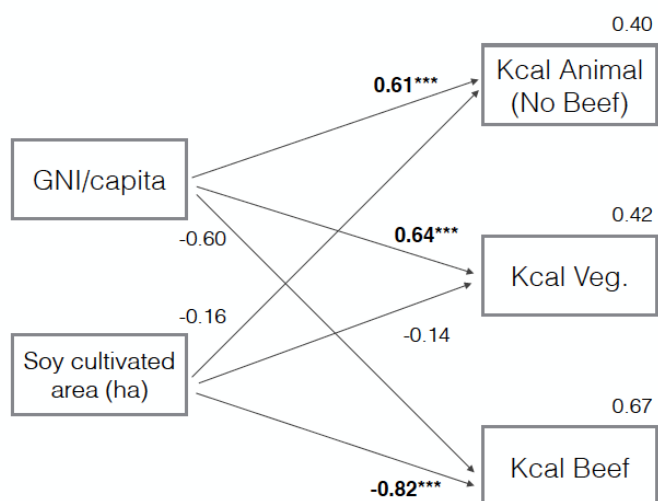 0.40
Kcal Animal
(No Beef)
0.61***
GNI/capita
0.42
-0.60
0.64***
Kcal Veg.
-0.16
-0.14
Soy cultivated
area (ha)
0.67
Kcal Beef
-0.82***